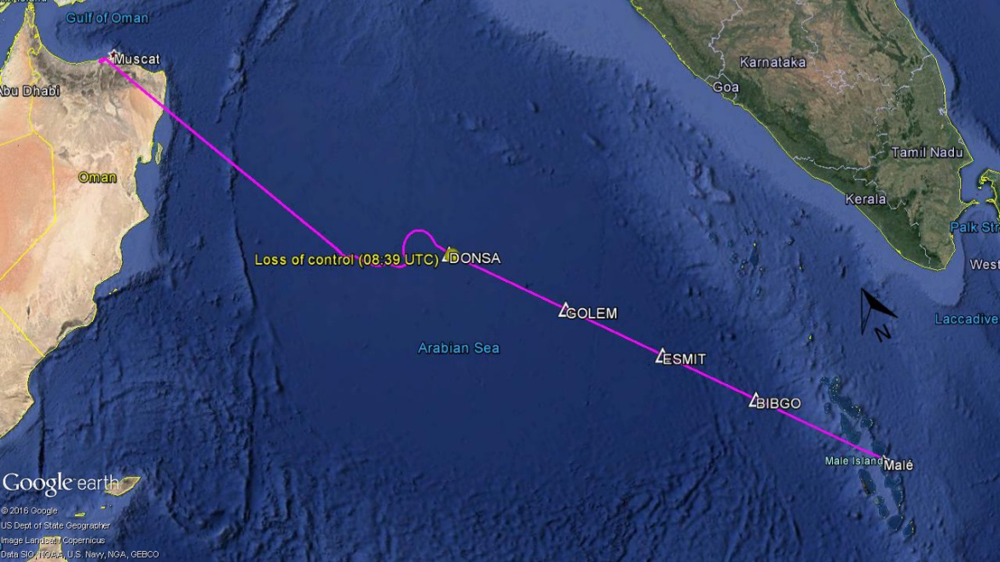 Gulf of Oman
Muscat
Abu Dhabi
Karnataka
Goa
Tamil Nadu
Oman
Kerala
Palk Str
Loss of control (08:39 UTC)
DONSA
West
GOLEM
Laccadive
N
Arabian Sea
ESMIT
BIBGO
Male Island
Malé
Google earth
© 2016 Google
US Dept of State Geographer
Image Landsat / Copernicus
Data SIO, NOAA, U.S. Navy, NGA, GEBCO